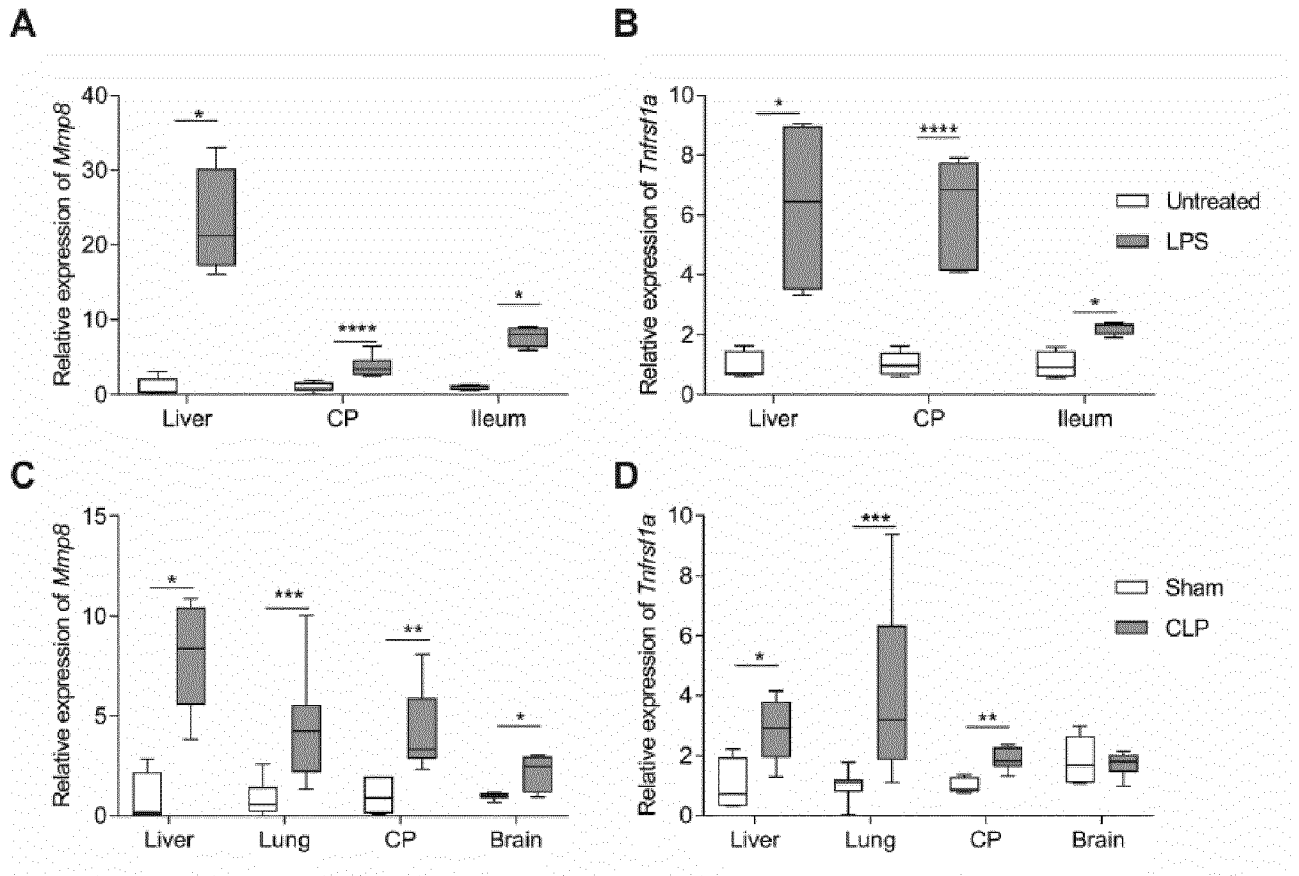 A
Relative expression of Mmp8
40
30
20
10
0
*
****
*
Liver CP Ileum
B
Relative expression of Tnfrsf1a
10
8
6
4
2
0
*
****
*
Liver CP Ileum
Untreated
LPS
C
Relative expression of Mmp8
15
10
5
0
*
***
**
*
Liver Lung CP Brain
D
Relative expression of Tnfrsf1a
10
8
6
4
2
0
*
***
**
Liver Lung CP Brain
Sham
CLP